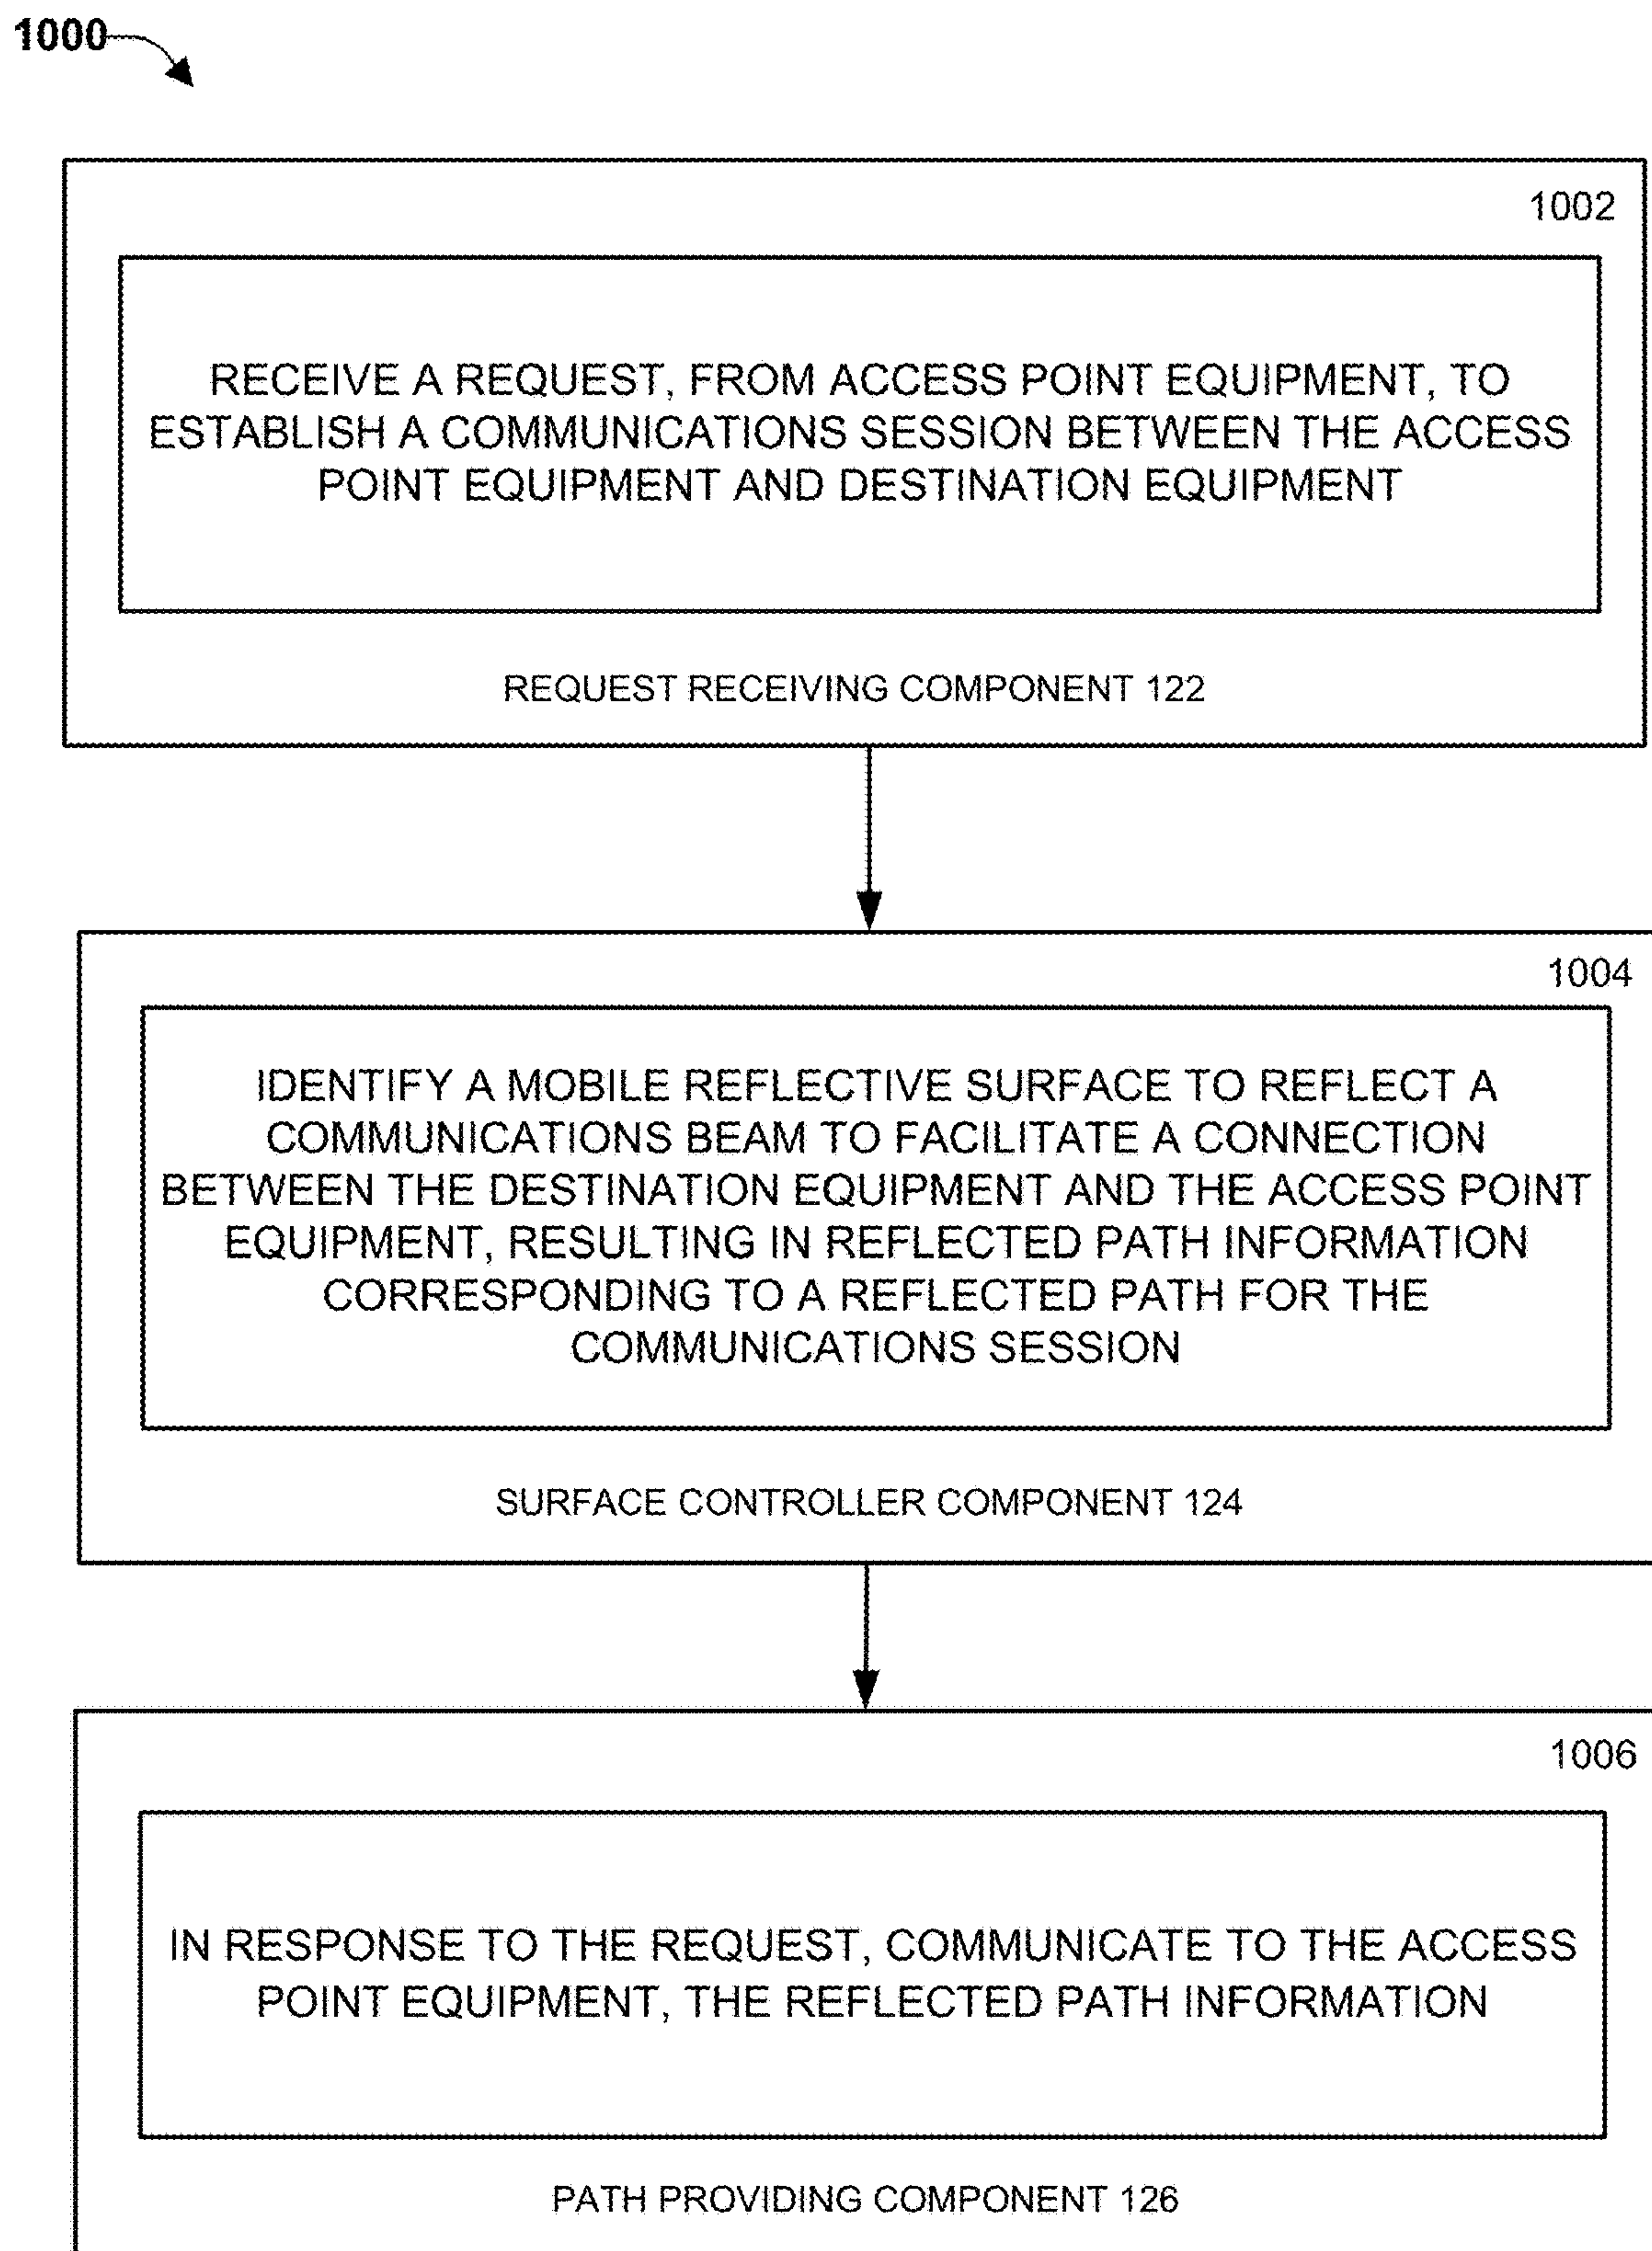 1000
1002
RECEIVE A REQUEST, FROM ACCESS POINT EQUIPMENT, TO
ESTABLISH A COMMUNICATIONS SESSION BETWEEN THE ACCESS
POINT EQUIPMENT AND DESTINATION EQUIPMENT
REQUEST RECEIVING COMPONENT 122
1004
IDENTIFY A MOBILE REFLECTIVE SURFACE TO REFLECT A
COMMUNICATIONS BEAM TO FACILITATE A CONNECTION
BETWEEN THE DESTINATION EQUIPMENT AND THE ACCESS POINT
EQUIPMENT, RESULTING IN REFLECTED PATH INFORMATION
CORRESPONDING TO A REFLECTED PATH FOR THE
COMMUNICATIONS SESSION
SURFACE CONTROLLER COMPONENT 124
1006
IN RESPONSE TO THE REQUEST, COMMUNICATE TO THE ACCESS
POINT EQUIPMENT, THE REFLECTED PATH INFORMATION
PATH PROVIDING COMPONENT 126